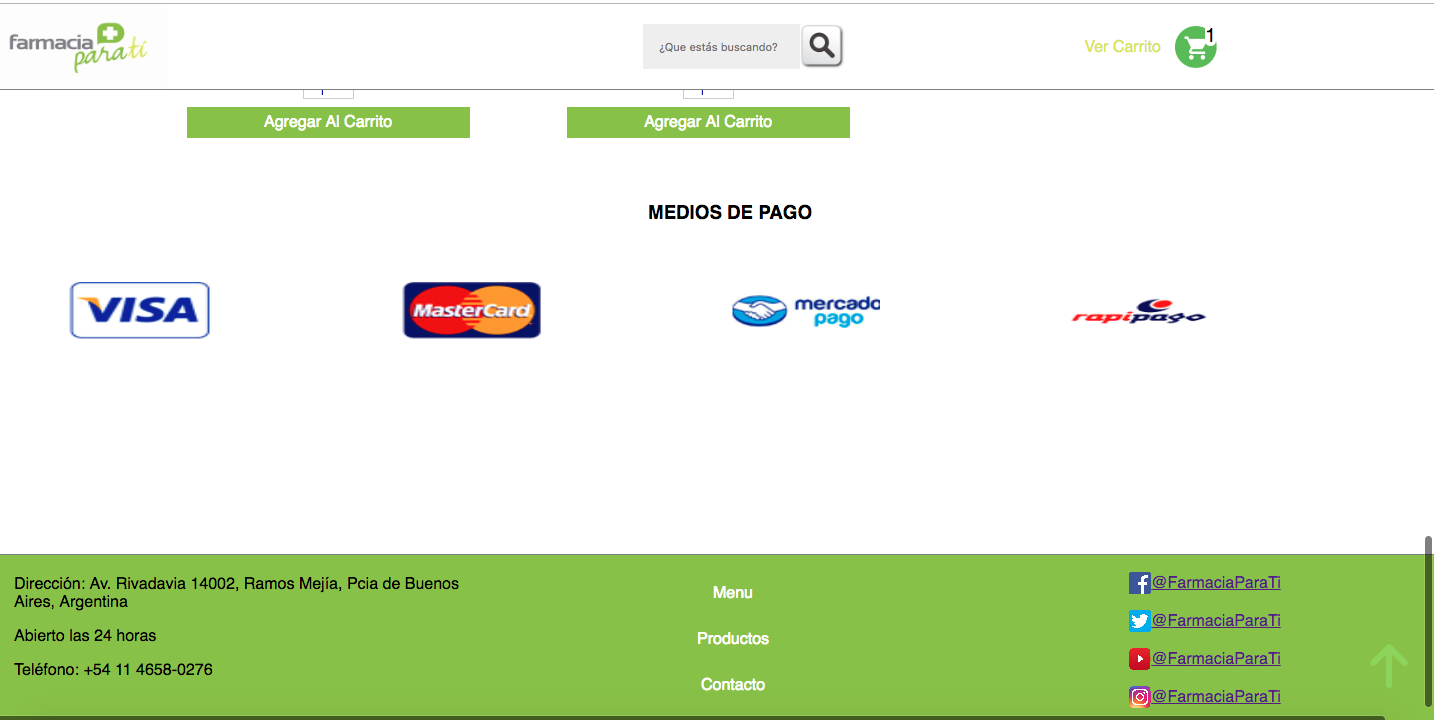 farmacia
para ti
¿Que estás buscando?
Ver Carrito
1
Agregar Al Carrito
Agregar Al Carrito
MEDIOS DE PAGO
VISA
MasterCard
mercado
pago
rapipago
Dirección: Av. Rivadavia 14002, Ramos Mejía, Pcia de Buenos
Aires, Argentina
Abierto las 24 horas
Teléfono: +54 11 4658-0276
Menu
Productos
Contacto
@FarmaciaParaTi
@FarmaciaParaTi
@FarmaciaParaTi
@FarmaciaParaTi